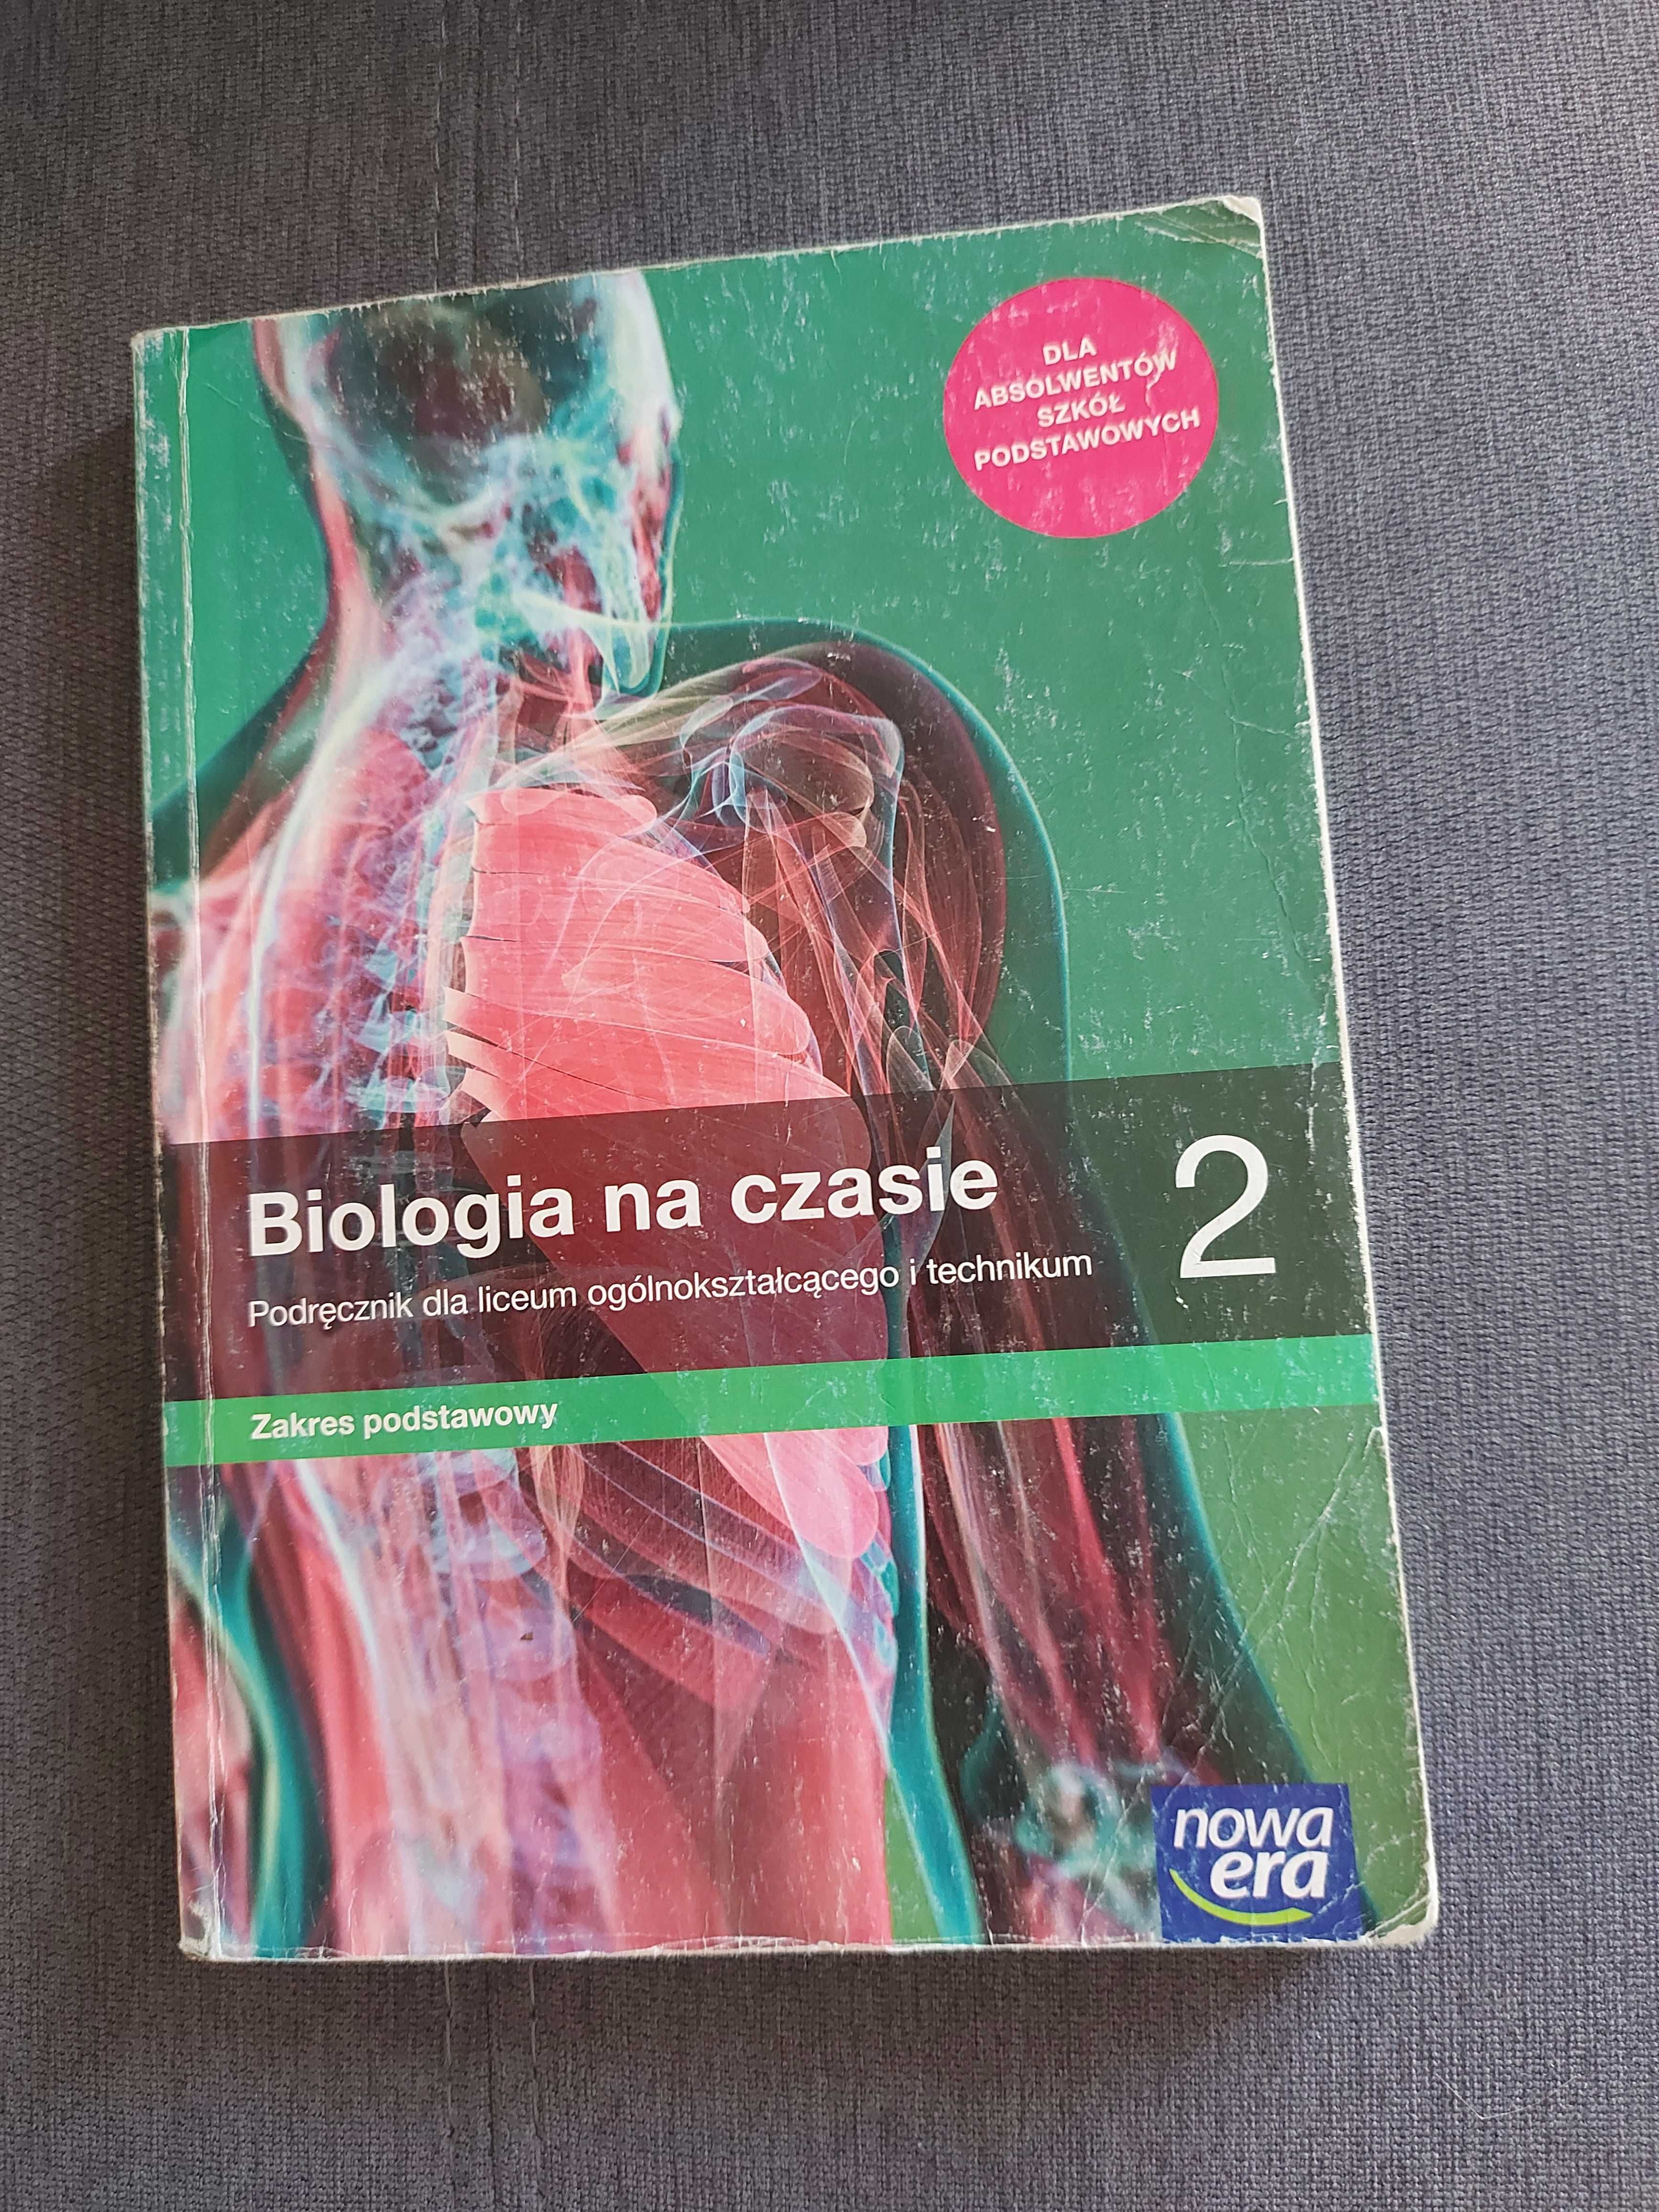 DLA
ABSOLWENTÓW
SZKÓŁ
PODSTAWOWYCH
Biologia na czasie
2
Podręcznik dla liceum ogólnokształcącego i technikum
Zakres podstawowy
nowa
era